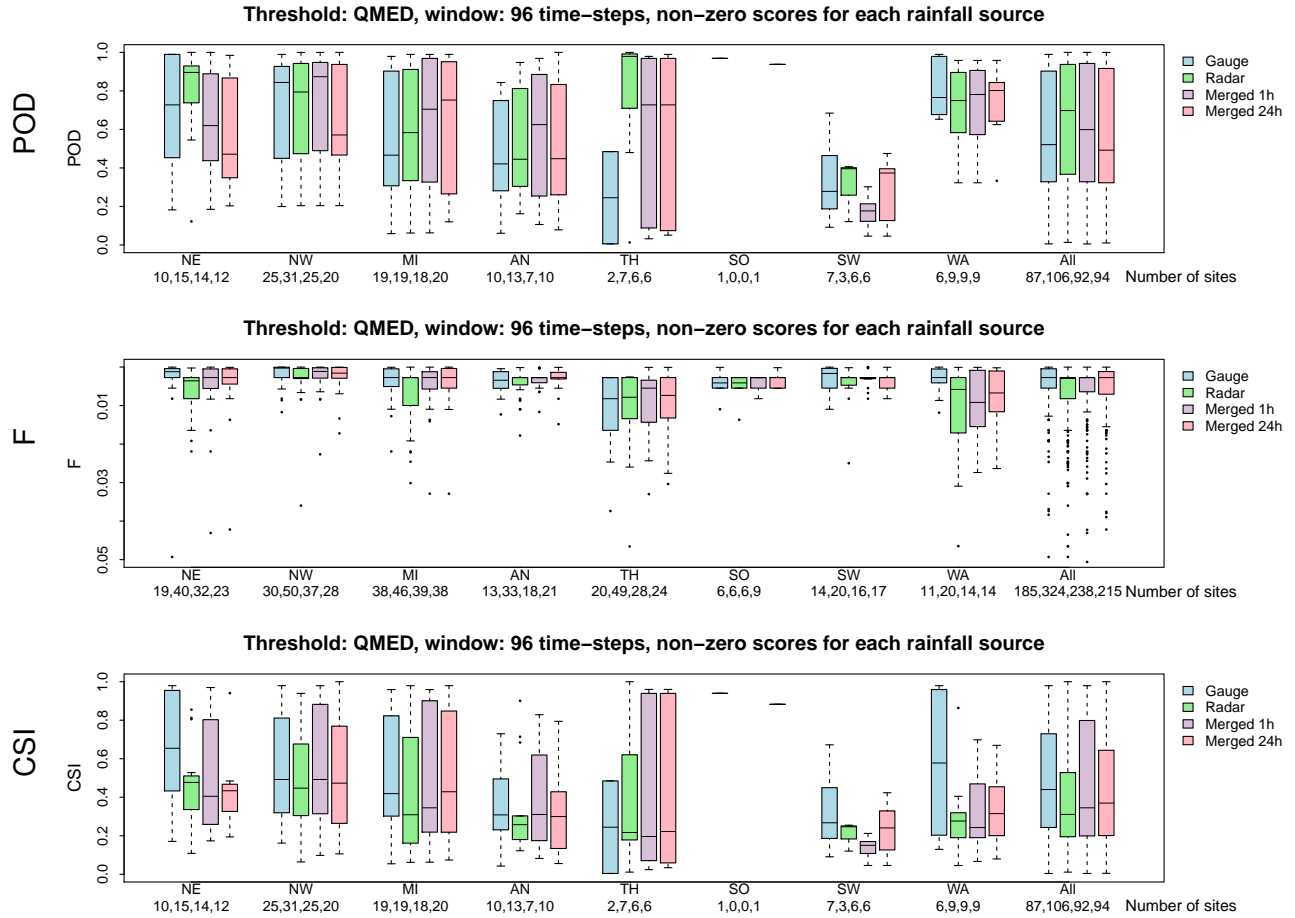 Threshold: QMED, window: 96 time−steps, non−zero scores for each rainfall source
POD
POD
1.0
0.8
0.6
0.4
0.2
0.0
Gauge
Radar
Merged 1h
Merged 24h
NE NW MI AN TH SO SW WA All
10,15,14,12 25,31,25,20 19,19,18,20 10,13,7,10 2,7,6,6 1,0,0,1 7,3,6,6 6,9,9,9 87,106,92,94 Number of sites
Threshold: QMED, window: 96 time−steps, non−zero scores for each rainfall source
F
F
0.01
0.03
0.05
Gauge
Radar
Merged 1h
Merged 24h
NE NW MI AN TH SO SW WA All
19,40,32,23 30,50,37,28 38,46,39,38 13,33,18,21 20,49,28,24 6,6,6,9 14,20,16,17 11,20,14,14 185,324,238,215 Number of sites
Threshold: QMED, window: 96 time−steps, non−zero scores for each rainfall source
CSI
CSI
1.0
0.8
0.6
0.4
0.2
0.0
Gauge
Radar
Merged 1h
Merged 24h
NE NW MI AN TH SO SW WA All
10,15,14,12 25,31,25,20 19,19,18,20 10,13,7,10 2,7,6,6 1,0,0,1 7,3,6,6 6,9,9,9 87,106,92,94 Number of sites